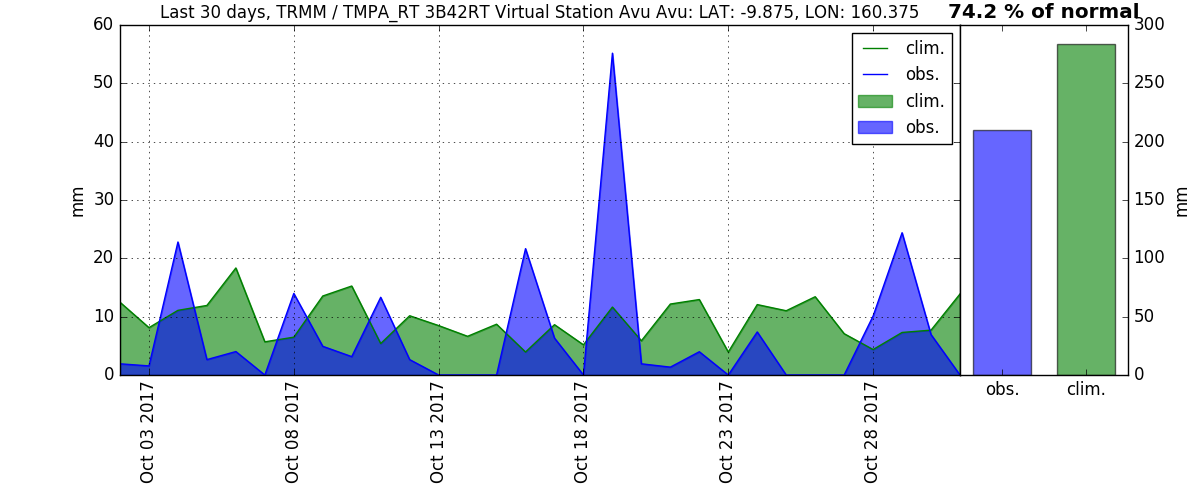 Last 30 days, TRMM / TMPA_RT 3B42RT Virtual Station Avu Avu: LAT: -9.875, LON: 160.375
74.2 % of normal
60
50
40
30
20
10
0
mm
clim.
obs.
clim.
obs.
300
250
200
150
100
50
0
mm
obs.
clim.
Oct 03 2017
Oct 08 2017
Oct 13 2017
Oct 18 2017
Oct 23 2017
Oct 28 2017